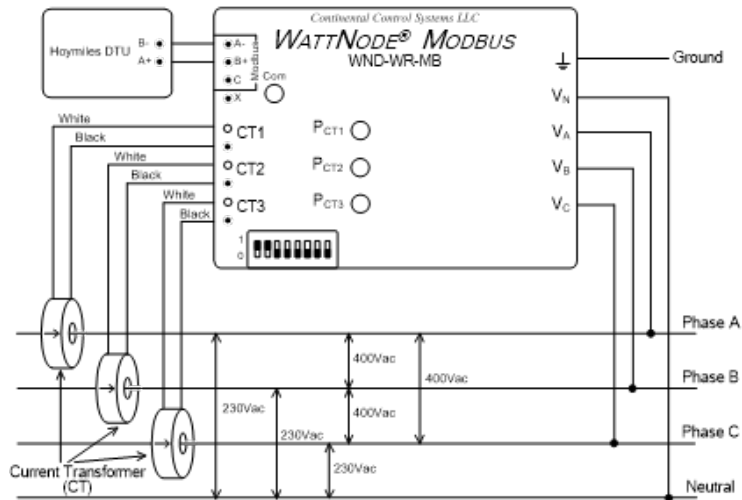 Continental Control Systems LLC
WATTNODE® MODBUS
WND-WR-MB
Hoymiles DTU
B-
A+
A-
B+
C
X
Modbus
Com
Ground
VN
VA
VB
VC
White
Black
CT1
PCT1
White
Black
CT2
PCT2
White
Black
CT3
PCT3
1
0
Phase A
400Vac
400Vac
Phase B
230Vac
400Vac
230Vac
Phase C
230Vac
Current Transformer
(CT)
Neutral